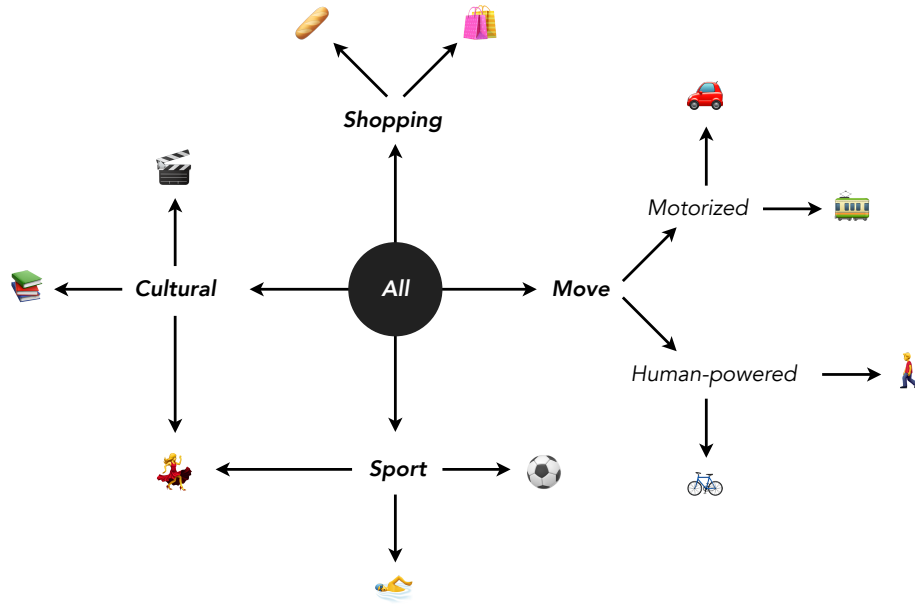 Shopping
Motorized
Cultural
All
Move
Human-powered
Sport